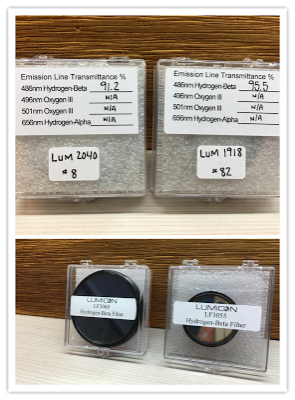 Emission Line Transmittance %
486nm Hydrogen-Beta 91.2
496nm Oxygen III N/A
501nm Oxygen III N/A
656nm Hydrogen-Alpha N/A
LUM 2040
#8
Emission Line Transmittance %
486nm Hydrogen-Beta 95.5
496nm Oxygen III N/A
501nm Oxygen III N/A
656nm Hydrogen-Alpha N/A
LUM 1918
#82
LUMICON
LF3060
Hydrogen-Beta Filter
LUMICON
LF3055
Hydrogen-Beta Filter